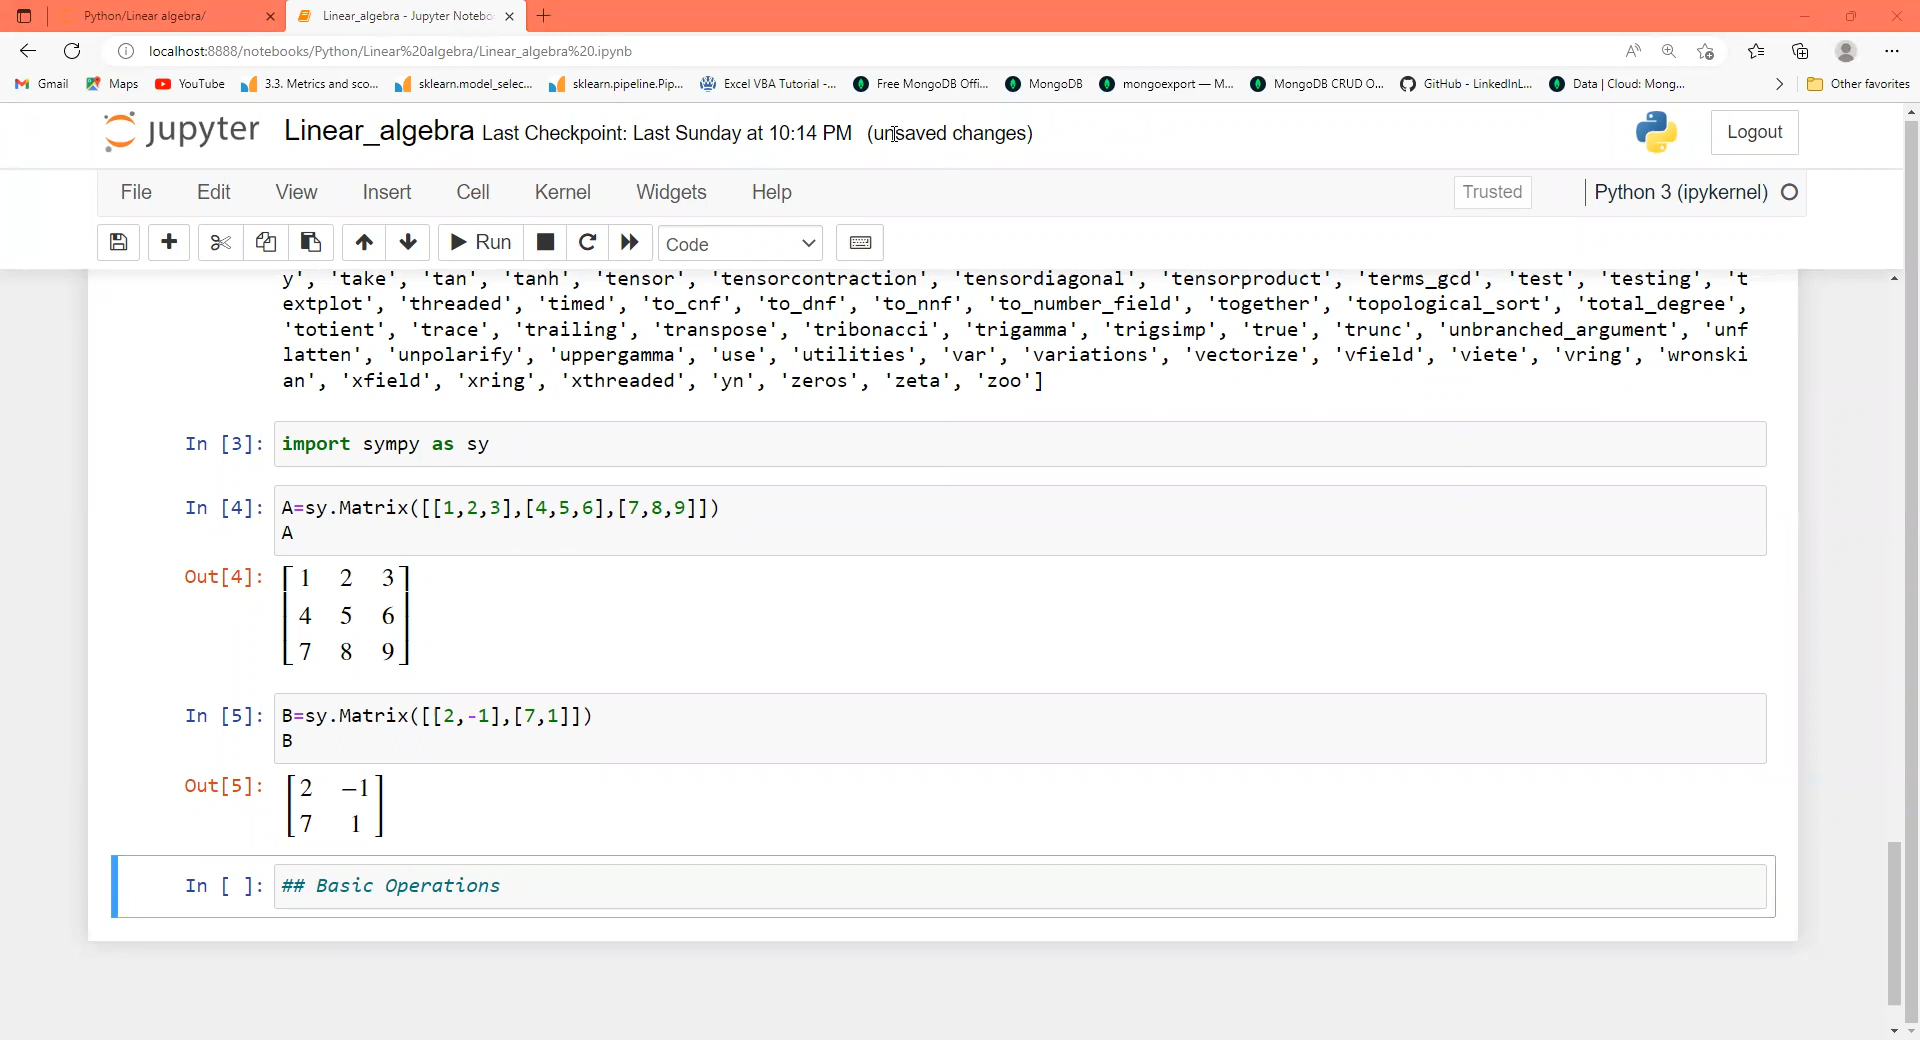 Python/Linear algebra/
Linear_algebra - Jupyter Notebo
localhost:8888/notebooks/Python/Linear%20algebra/Linear_algebra%20.ipynb
Gmail Maps YouTube 3.3. Metrics and sco... sklearn.model_selec... sklearn.pipeline.Pip... Excel VBA Tutorial -... Free MongoDB Offi... MongoDB mongoexport — M... MongoDB CRUD O... GitHub - LinkedInL... Data | Cloud: Mong... Other favorites
jupyter Linear_algebra Last Checkpoint: Last Sunday at 10:14 PM (unsaved changes) Logout
File Edit View Insert Cell Kernel Widgets Help Trusted Python 3 (ipykernel)
Run Code
y', 'take', 'tan', 'tanh', 'tensor', 'tensorcontraction', 'tensordiagonal', 'tensorproduct', 'terms_gcd', 'test', 'testing', 't
extplot', 'threaded', 'timed', 'to_cnf', 'to_dnf', 'to_nnf', 'to_number_field', 'together', 'topological_sort', 'total_degree',
'totient', 'trace', 'trailing', 'transpose', 'tribonacci', 'trigamma', 'trigsimp', 'true', 'trunc', 'unbranched_argument', 'unf
latten', 'unpolarify', 'uppergamma', 'use', 'utilities', 'var', 'variations', 'vectorize', 'vfield', 'viete', 'vring', 'wronski
an', 'xfield', 'xring', 'xthreaded', 'yn', 'zeros', 'zeta', 'zoo']
In [3]: import sympy as sy
In [4]: A=sy.Matrix([[1,2,3],[4,5,6],[7,8,9]])
A
Out[4]: 1 2 3
4 5 6
7 8 9
In [5]: B=sy.Matrix([[2,-1],[7,1]])
B
Out[5]: 2 −1
7 1
In [ ]: ## Basic Operations